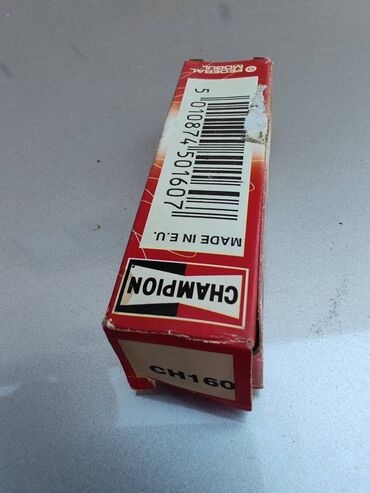 FEDERAL
MOGUL
5 010874 501607
MADE IN E.U.
CHAMPION
CH160